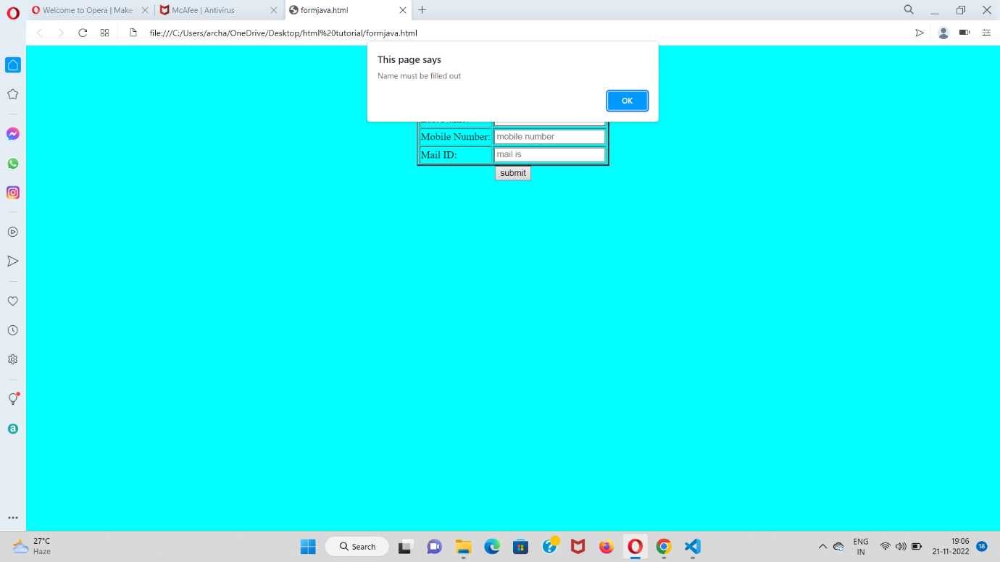 Welcome to Opera | Make
McAfee | Antivirus
formjava.html
file:///C:/Users/archa/OneDrive/Desktop/html%20tutorial/formjava.html
This page says
Name must be filled out
OK
Mobile Number:
mobile number
Mail ID:
mail is
submit
27°C
Haze
Search
ENG
IN
19:06
21-11-2022
18